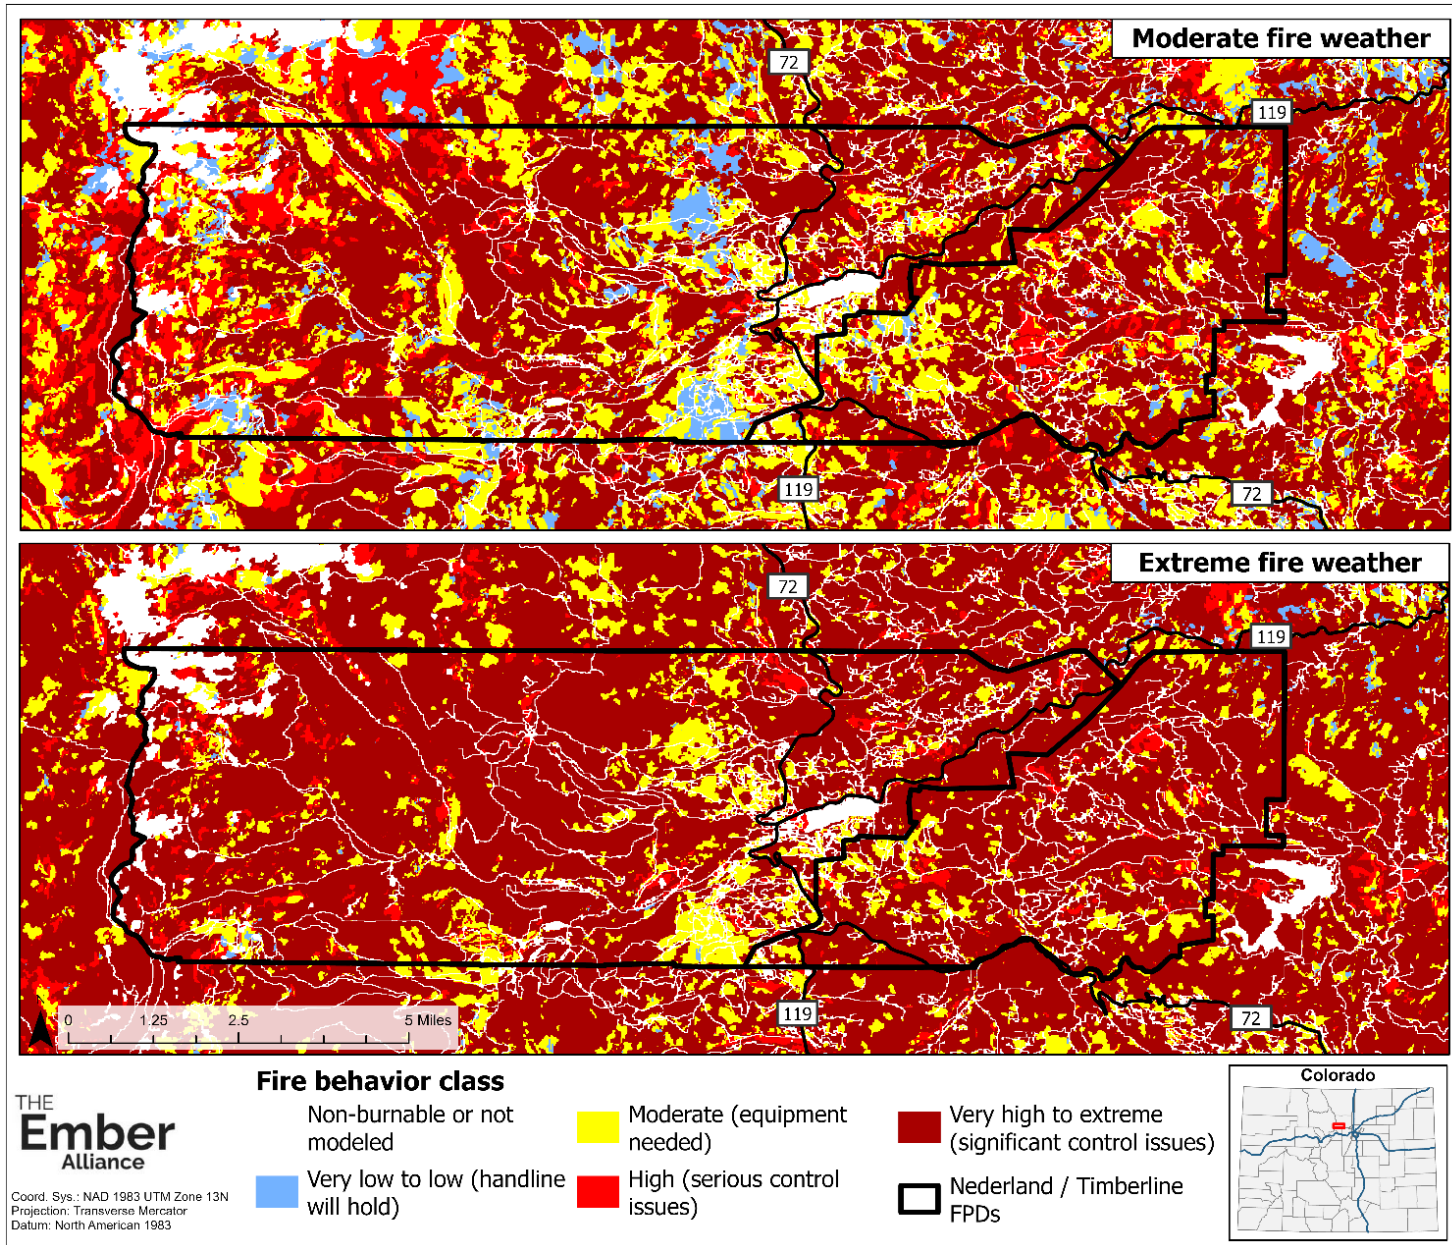 Moderate fire weather
72
119
119
72
Extreme fire weather
72
119
119
72
0 1.25 2.5 5 Miles
Fire behavior class
Non-burnable or not
modeled
Very low to low (handline
will hold)
Moderate (equipment
needed)
High (serious control
issues)
Very high to extreme
(significant control issues)
Nederland / Timberline
FPDs
THE
Ember
Alliance
Coord. Sys.: NAD 1983 UTM Zone 13N
Projection: Transverse Mercator
Datum: North American 1983
Colorado